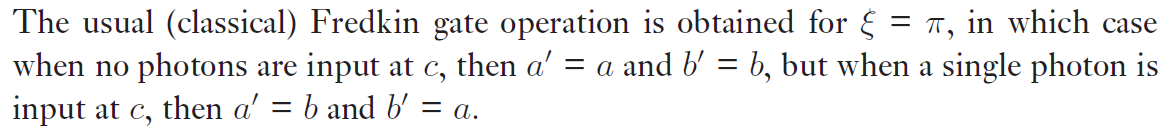 The usual (classical) Fredkin gate operation is obtained for ξ = π, in which case
when no photons are input at c, then a′ = a and b′ = b, but when a single photon is
input at c, then a′ = b and b′ = a.